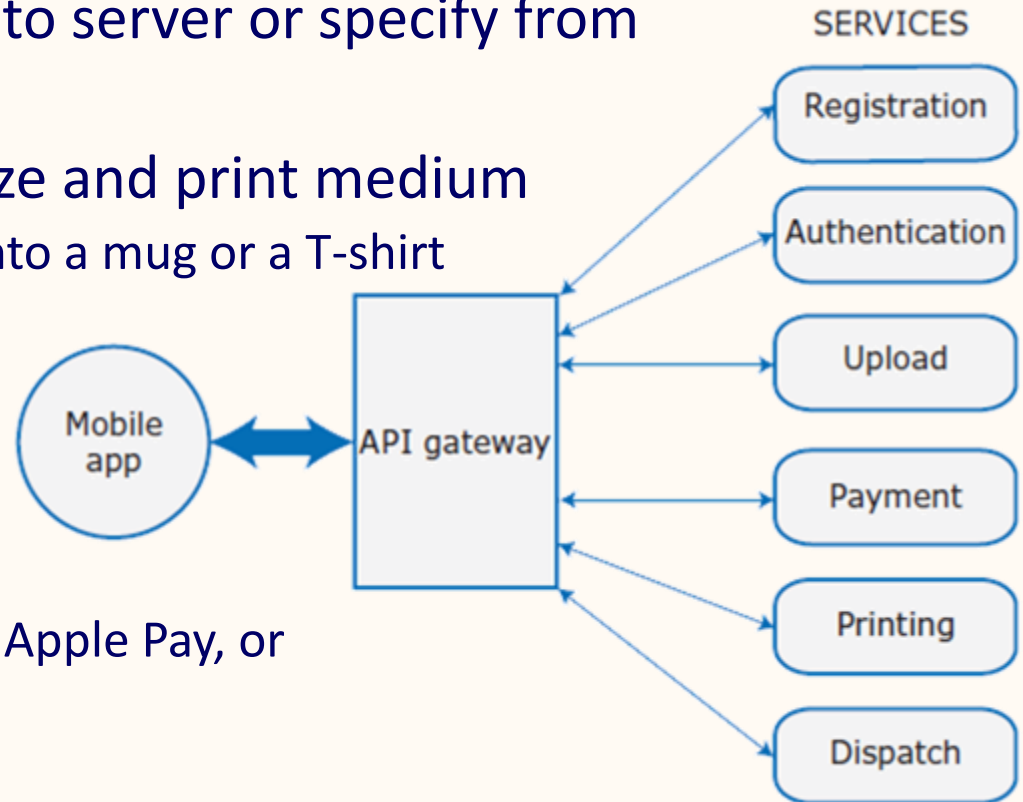 to server or specify from
ze and print medium
nto a mug or a T-shirt
Apple Pay, or
SERVICES
Mobile
app
API gateway
Registration
Authentication
Upload
Payment
Printing
Dispatch